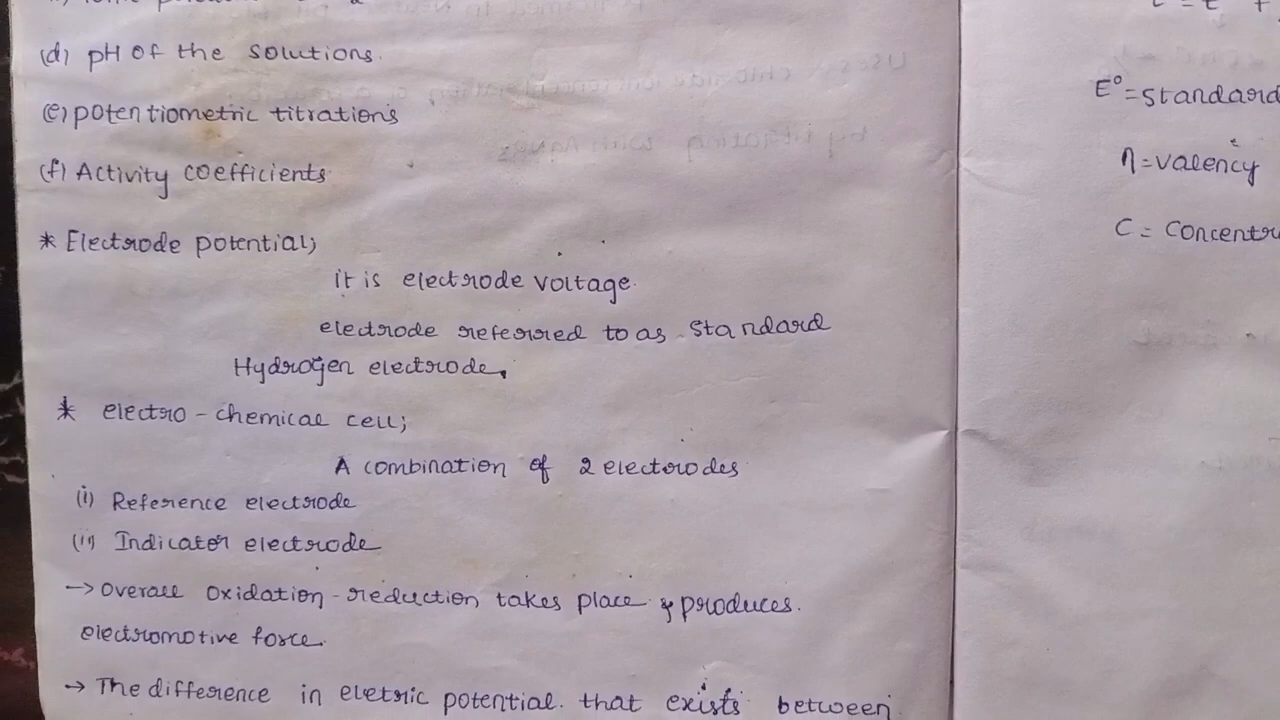 (d) pH of the solutions.
(e) potentiometric titrations
(f) Activity coefficients
* Electrode potential;
it is electrode voltage.
electrode referred to as standard
Hydrogen electrode.
* electro-chemical cell;
A combination of 2 electrodes
(i) Reference electrode
(ii) Indicator electrode
→ Overall oxidation-reduction takes place & produces.
electromotive force.
→ The difference in eletric potential. that exists between
E° = standard
η = valency
C = concentr